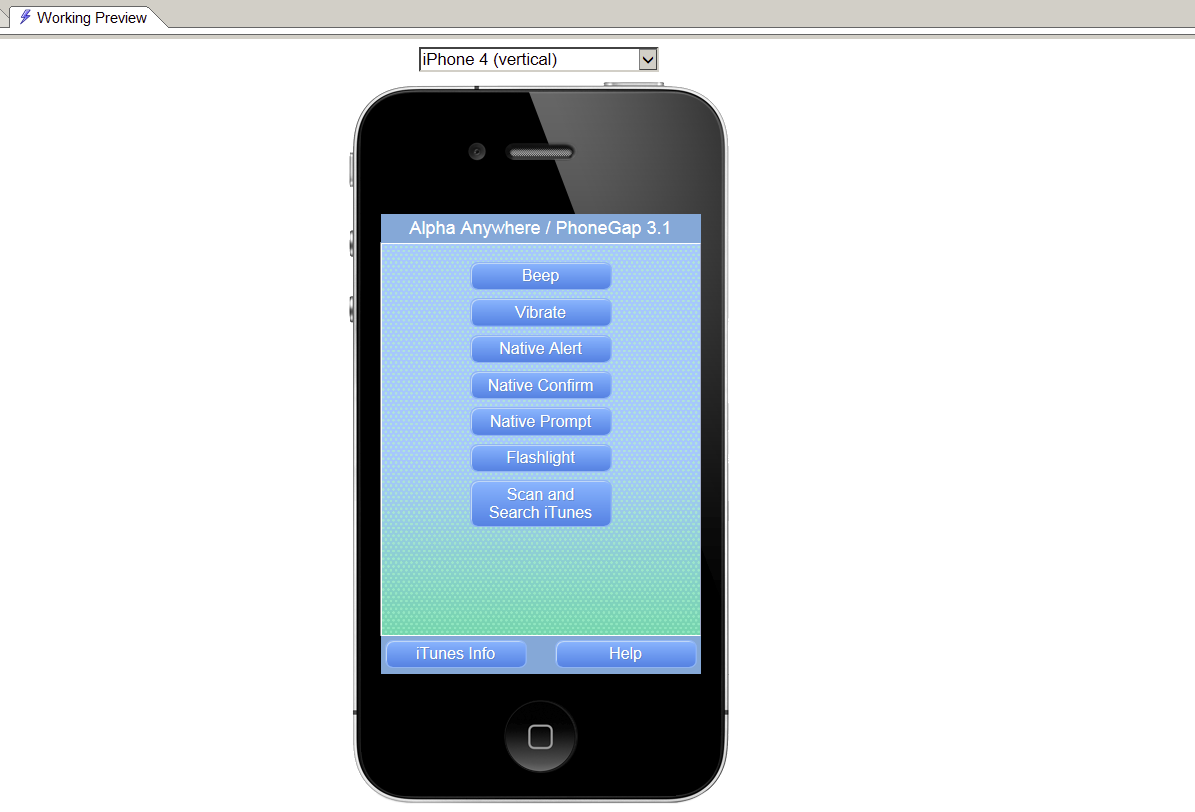 Working Preview
iPhone 4 (vertical)
Alpha Anywhere / PhoneGap 3.1
Beep
Vibrate
Native Alert
Native Confirm
Native Prompt
Flashlight
Scan and
Search iTunes
iTunes Info
Help